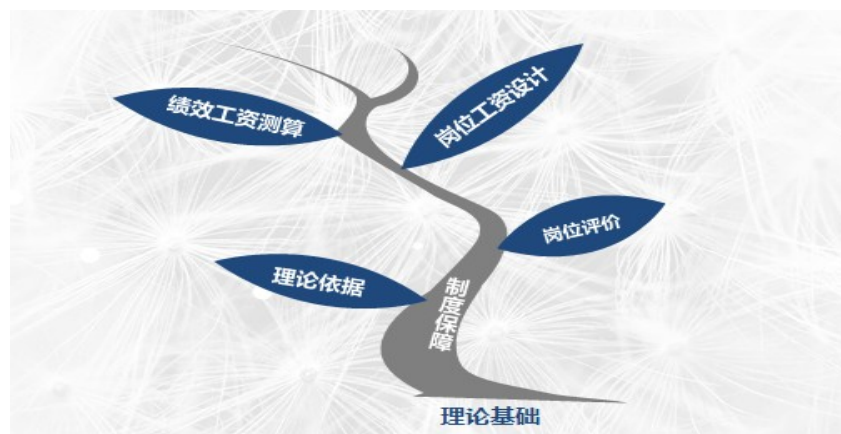 绩效工资测算
岗位工资设计
岗位评价
理论依据
制度保障
理论基础